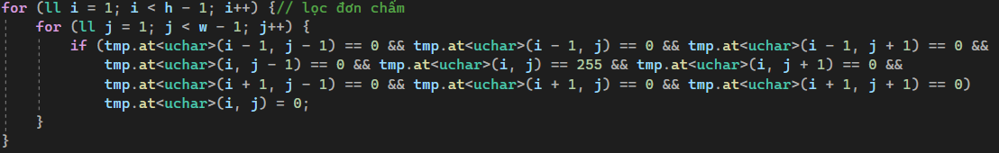 for (ll i = 1; i < h - 1; i++) {// lọc đơn chấm
    for (ll j = 1; j < w - 1; j++) {
        if (tmp.at<uchar>(i - 1, j - 1) == 0 && tmp.at<uchar>(i - 1, j) == 0 && tmp.at<uchar>(i - 1, j + 1) == 0 &&
            tmp.at<uchar>(i, j - 1) == 0 && tmp.at<uchar>(i, j) == 255 && tmp.at<uchar>(i, j + 1) == 0 &&
            tmp.at<uchar>(i + 1, j - 1) == 0 && tmp.at<uchar>(i + 1, j) == 0 && tmp.at<uchar>(i + 1, j + 1) == 0)
            tmp.at<uchar>(i, j) = 0;
    }
}